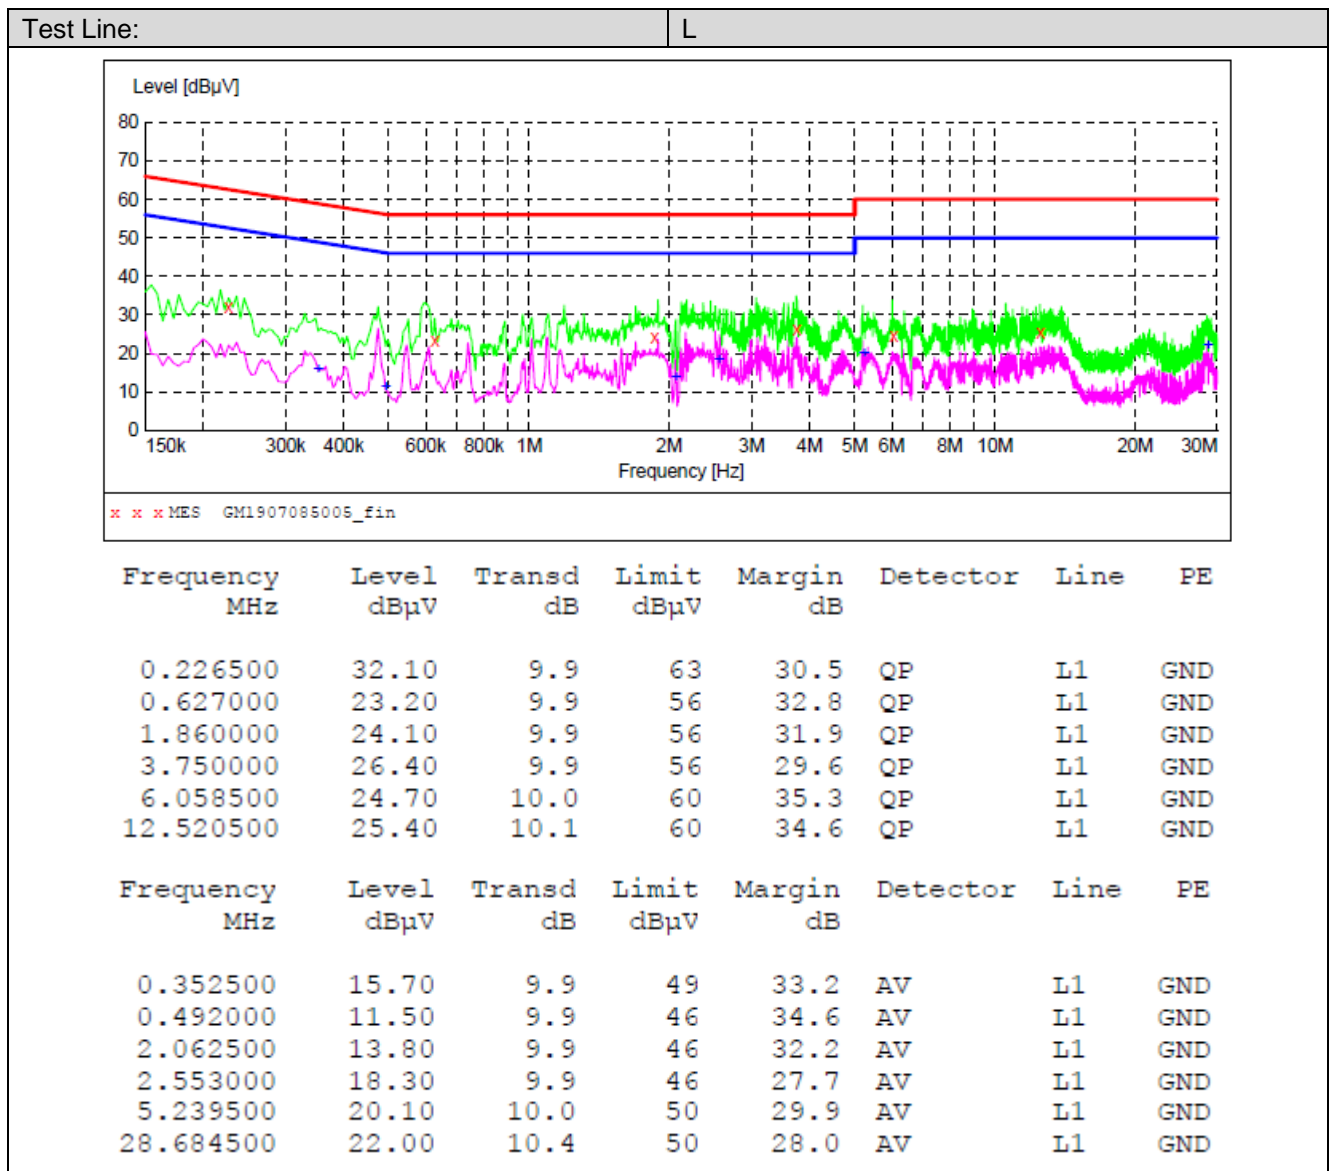 Test Line: L
Level [dBµV]
80
70
60
50
40
30
20
10
0
150k 300k 400k 600k 800k 1M 2M 3M 4M 5M 6M 8M 10M 20M 30M
Frequency [Hz]
x x x MES GM1907085005_fin
Frequency Level Transd Limit Margin Detector Line PE
MHz dBµV dB dBµV dB
0.226500 32.10 9.9 63 30.5 QP L1 GND
0.627000 23.20 9.9 56 32.8 QP L1 GND
1.860000 24.10 9.9 56 31.9 QP L1 GND
3.750000 26.40 9.9 56 29.6 QP L1 GND
6.058500 24.70 10.0 60 35.3 QP L1 GND
12.520500 25.40 10.1 60 34.6 QP L1 GND
Frequency Level Transd Limit Margin Detector Line PE
MHz dBµV dB dBµV dB
0.352500 15.70 9.9 49 33.2 AV L1 GND
0.492000 11.50 9.9 46 34.6 AV L1 GND
2.062500 13.80 9.9 46 32.2 AV L1 GND
2.553000 18.30 9.9 46 27.7 AV L1 GND
5.239500 20.10 10.0 50 29.9 AV L1 GND
28.684500 22.00 10.4 50 28.0 AV L1 GND